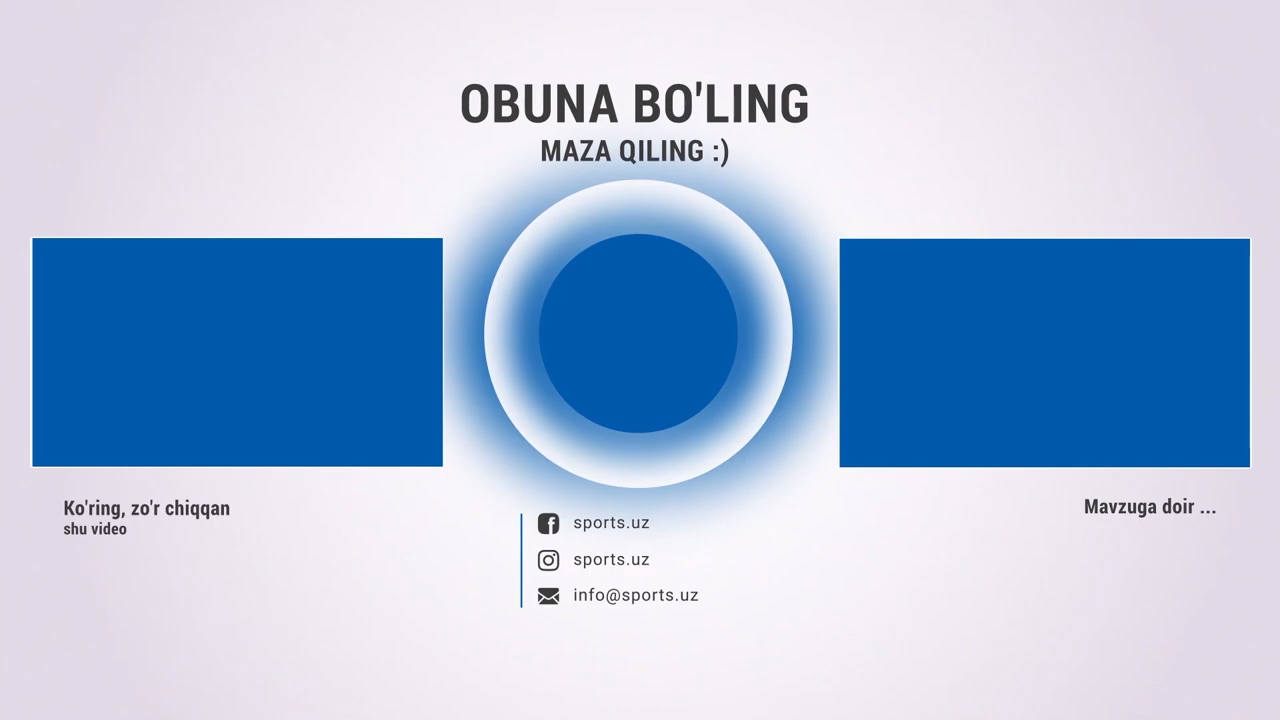 OBUNA BO'LING
MAZA QILING :)
Ko'ring, zo'r chiqqan
shu video
Mavzuga doir ...
sports.uz
sports.uz
info@sports.uz